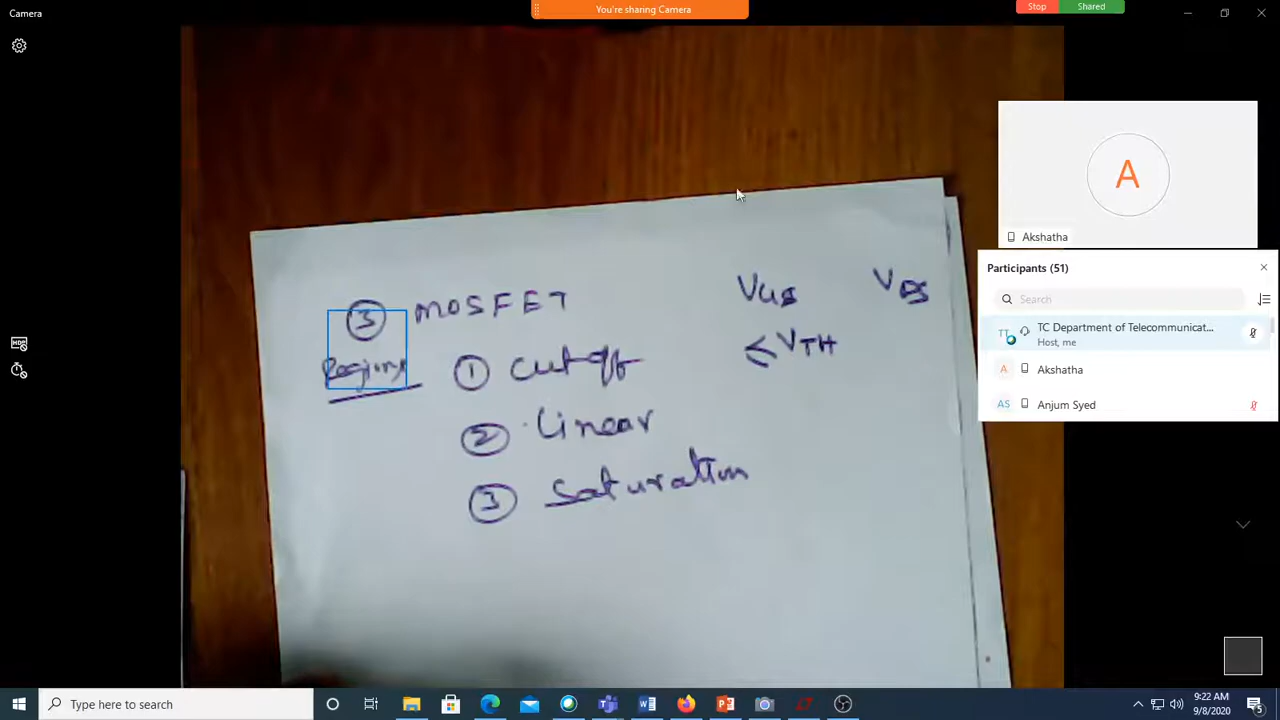 Camera
You're sharing Camera
Stop
Shared
A
Akshatha
Participants (51)
Search
TT
TC Department of Telecommunicat...
Host, me
A
Akshatha
AS
Anjum Syed
3 MOSFET
Regions
VGS VDS
1 Cutoff <VTH
2 Linear
3 Saturation
Type here to search
9:22 AM
9/8/2020
5